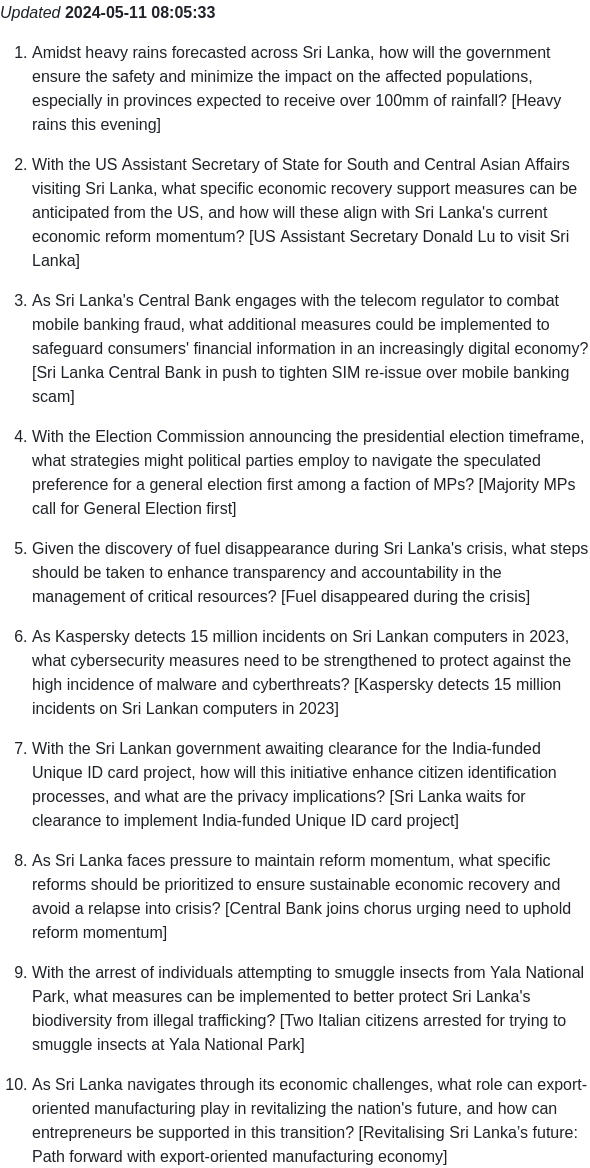 Updated 2024-05-11 08:05:33
1. Amidst heavy rains forecasted across Sri Lanka, how will the government
ensure the safety and minimize the impact on the affected populations,
especially in provinces expected to receive over 100mm of rainfall? [Heavy
rains this evening]
2. With the US Assistant Secretary of State for South and Central Asian Affairs
visiting Sri Lanka, what specific economic recovery support measures can be
anticipated from the US, and how will these align with Sri Lanka's current
economic reform momentum? [US Assistant Secretary Donald Lu to visit Sri
Lanka]
3. As Sri Lanka's Central Bank engages with the telecom regulator to combat
mobile banking fraud, what additional measures could be implemented to
safeguard consumers' financial information in an increasingly digital economy?
[Sri Lanka Central Bank in push to tighten SIM re-issue over mobile banking
scam]
4. With the Election Commission announcing the presidential election timeframe,
what strategies might political parties employ to navigate the speculated
preference for a general election first among a faction of MPs? [Majority MPs
call for General Election first]
5. Given the discovery of fuel disappearance during Sri Lanka's crisis, what steps
should be taken to enhance transparency and accountability in the
management of critical resources? [Fuel disappeared during the crisis]
6. As Kaspersky detects 15 million incidents on Sri Lankan computers in 2023,
what cybersecurity measures need to be strengthened to protect against the
high incidence of malware and cyberthreats? [Kaspersky detects 15 million
incidents on Sri Lankan computers in 2023]
7. With the Sri Lankan government awaiting clearance for the India-funded
Unique ID card project, how will this initiative enhance citizen identification
processes, and what are the privacy implications? [Sri Lanka waits for
clearance to implement India-funded Unique ID card project]
8. As Sri Lanka faces pressure to maintain reform momentum, what specific
reforms should be prioritized to ensure sustainable economic recovery and
avoid a relapse into crisis? [Central Bank joins chorus urging need to uphold
reform momentum]
9. With the arrest of individuals attempting to smuggle insects from Yala National
Park, what measures can be implemented to better protect Sri Lanka's
biodiversity from illegal trafficking? [Two Italian citizens arrested for trying to
smuggle insects at Yala National Park]
10. As Sri Lanka navigates through its economic challenges, what role can export-
oriented manufacturing play in revitalizing the nation's future, and how can
entrepreneurs be supported in this transition? [Revitalising Sri Lanka's future:
Path forward with export-oriented manufacturing economy]